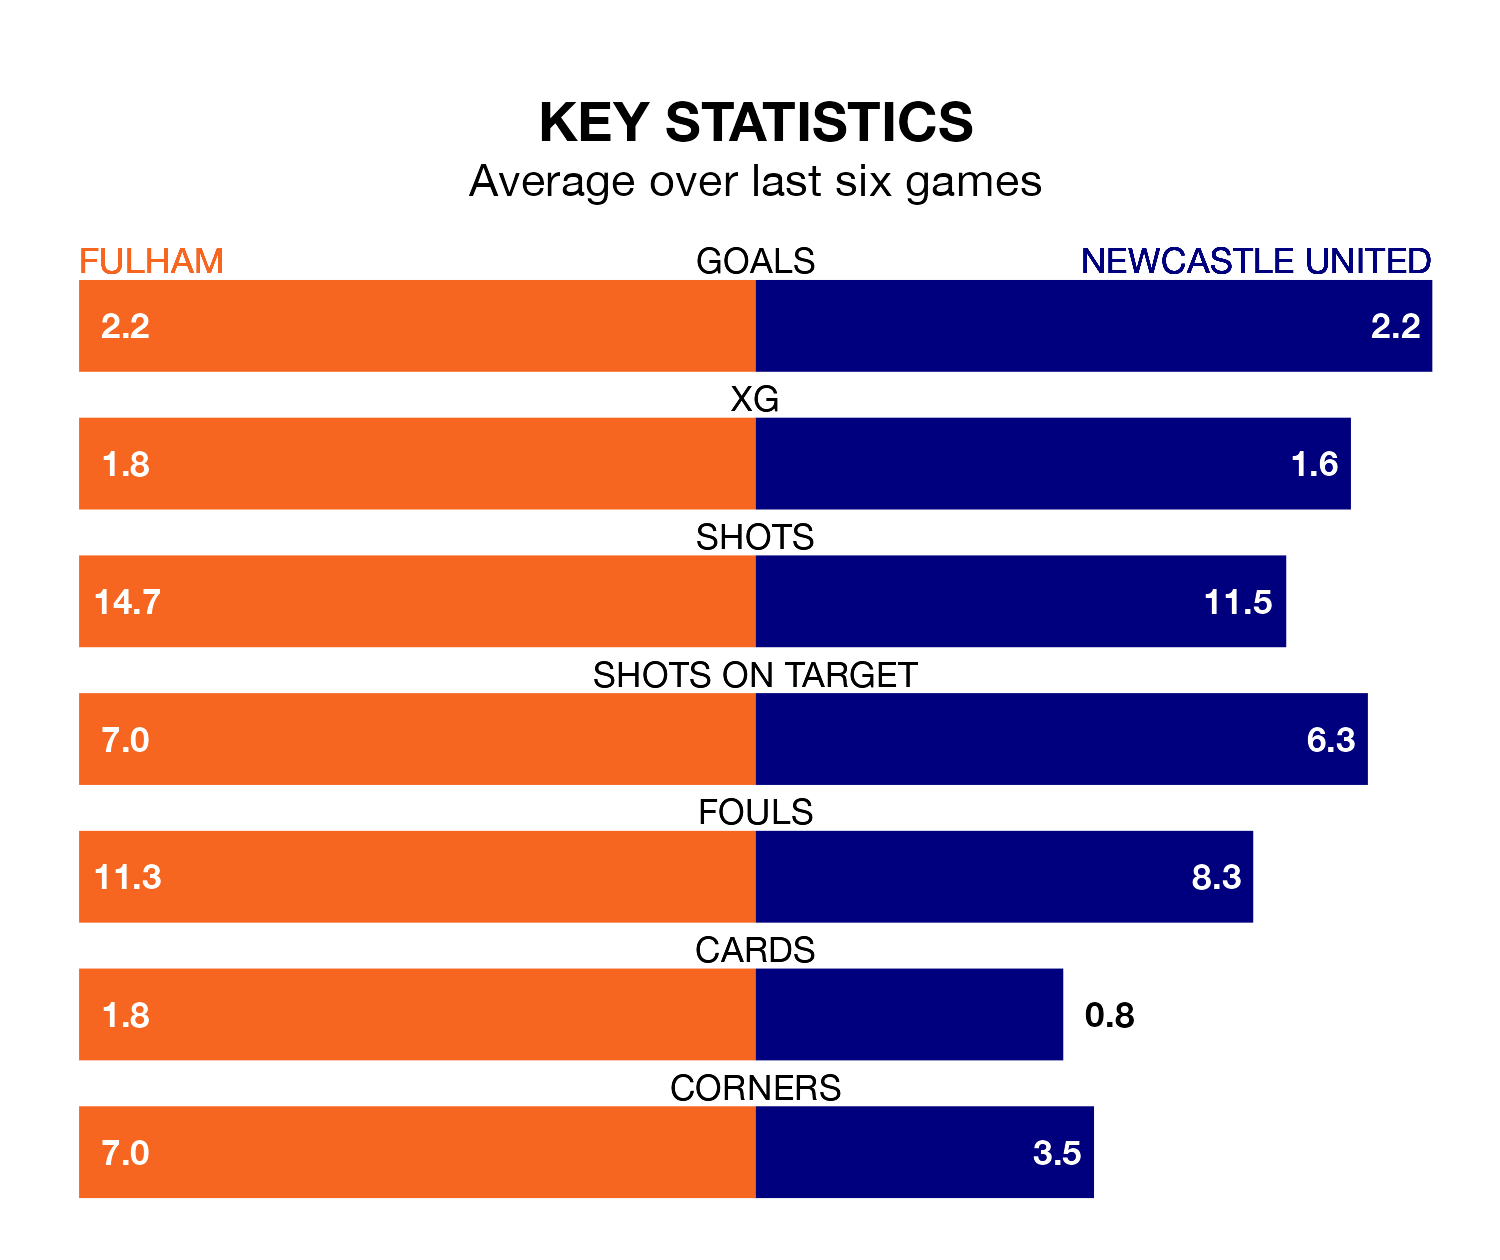 KEY STATISTICS
Average over last six games
FULHAM GOALS NEWCASTLE UNITED
2.2 2.2
XG
1.8 1.6
SHOTS
14.7 11.5
SHOTS ON TARGET
7.0 6.3
FOULS
11.3 8.3
CARDS
1.8 0.8
CORNERS
7.0 3.5